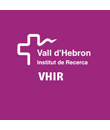 Vall d'Hebron
Institut de Recerca
VHIR